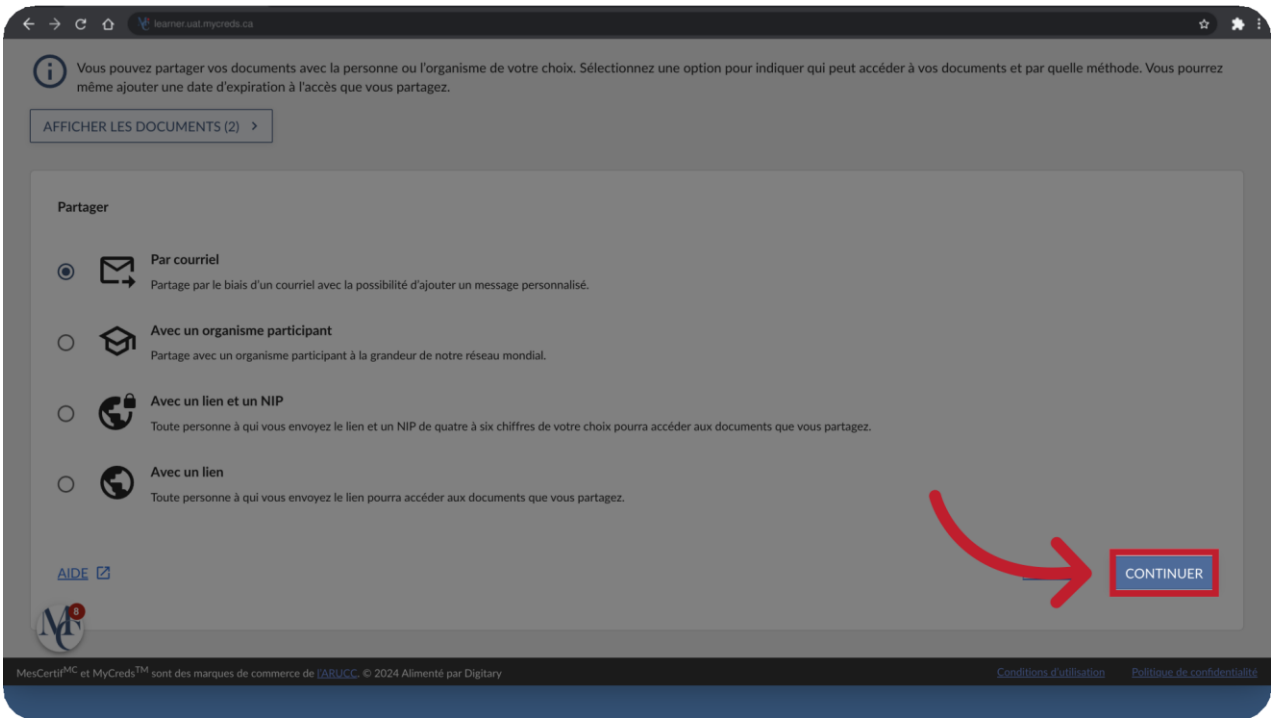 learner.uat.mycreds.ca
Vous pouvez partager vos documents avec la personne ou l'organisme de votre choix. Sélectionnez une option pour indiquer qui peut accéder à vos documents et par quelle méthode. Vous pourrez
même ajouter une date d'expiration à l'accès que vous partagez.
AFFICHER LES DOCUMENTS (2) >
Partager
Par courriel
Partage par le biais d'un courriel avec la possibilité d'ajouter un message personnalisé.
Avec un organisme participant
Partage avec un organisme participant à la grandeur de notre réseau mondial.
Avec un lien et un NIP
Toute personne à qui vous envoyez le lien et un NIP de quatre à six chiffres de votre choix pourra accéder aux documents que vous partagez.
Avec un lien
Toute personne à qui vous envoyez le lien pourra accéder aux documents que vous partagez.
AIDE
CONTINUER
MC
8
MesCertifMC et MyCredsTM sont des marques de commerce de l'ARUCC. © 2024 Alimenté par Digitary
Conditions d'utilisation
Politique de confidentialité